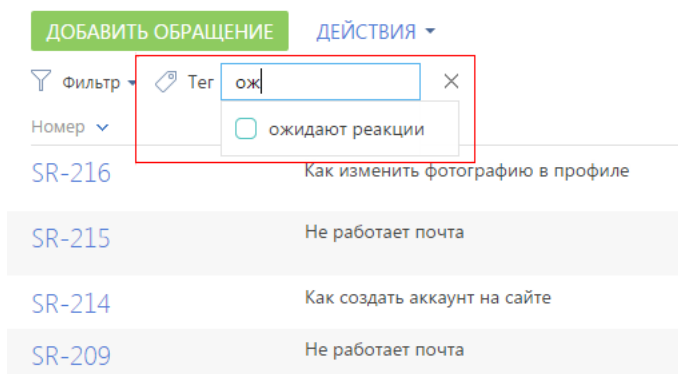 ДОБАВИТЬ ОБРАЩЕНИЕ ДЕЙСТВИЯ
Фильтр Тег ож
Номер ожидают реакции
SR-216 Как изменить фотографию в профиле
SR-215 Не работает почта
SR-214 Как создать аккаунт на сайте
SR-209 Не работает почта